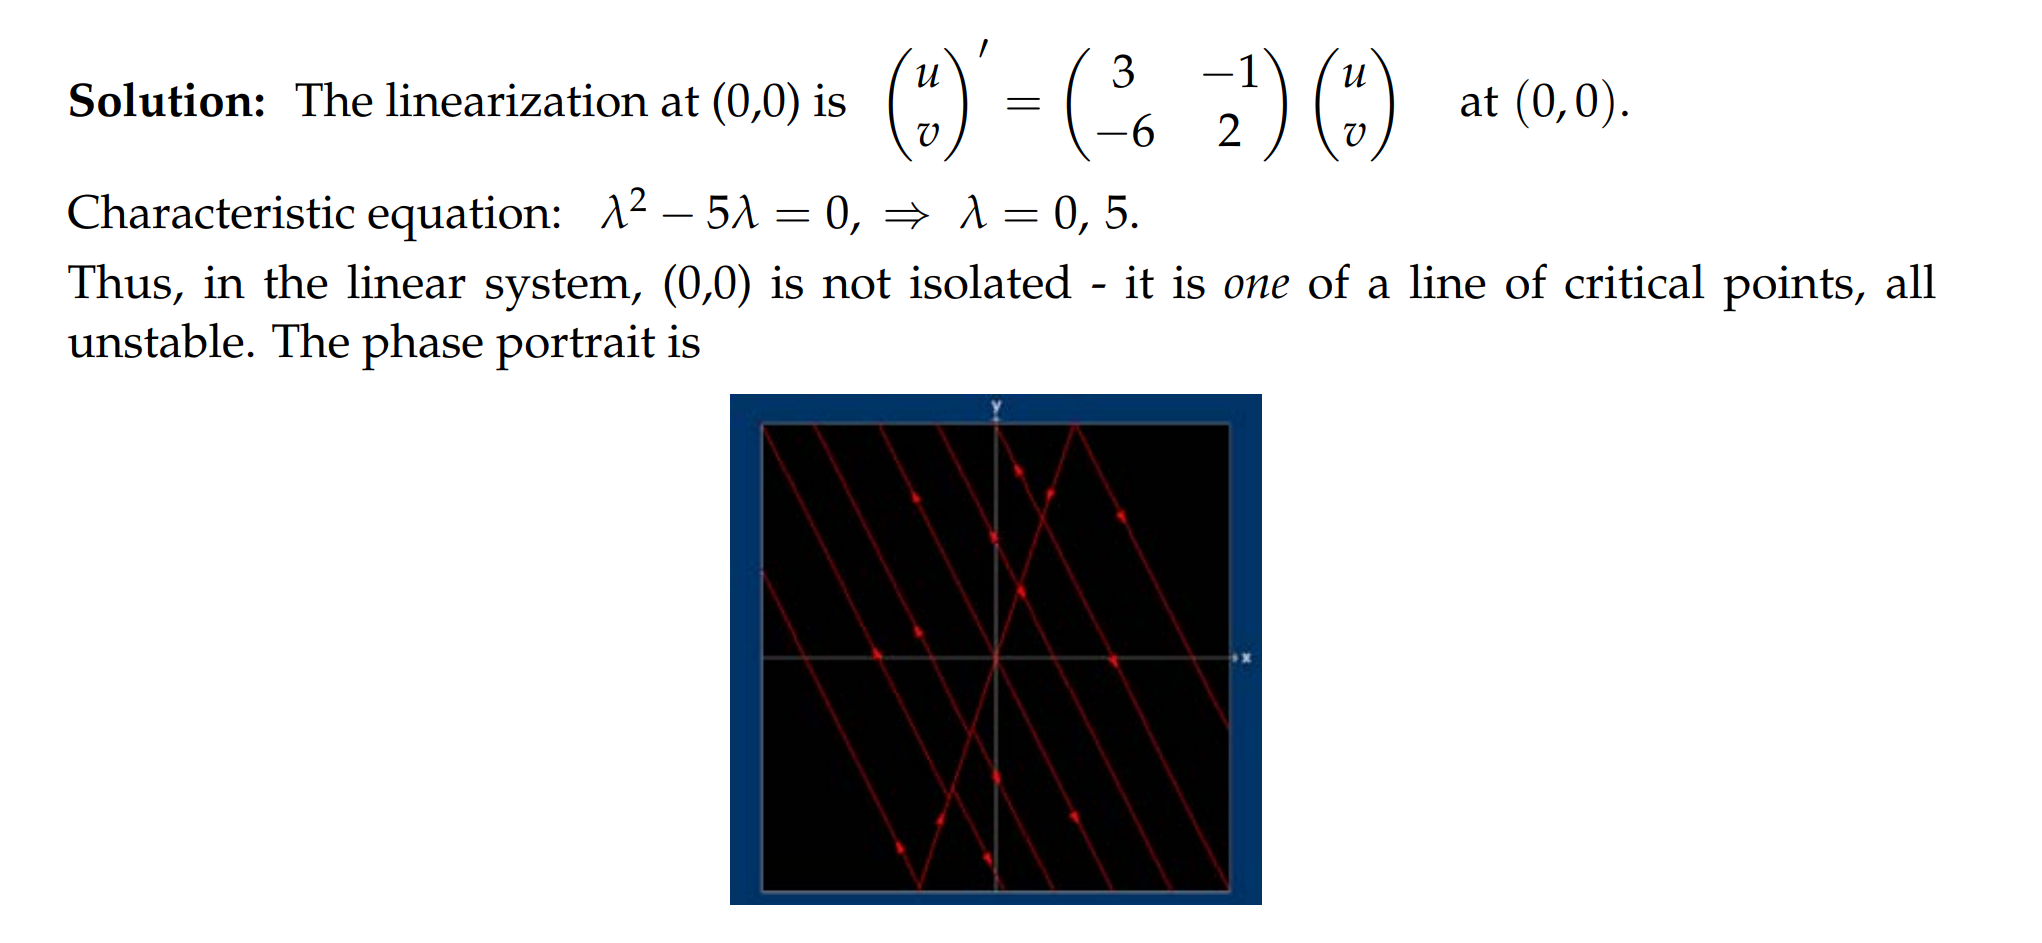 Solution: The linearization at (0,0) is $\begin{pmatrix} u \\ v \end{pmatrix}' = \begin{pmatrix} 3 & -1 \\ -6 & 2 \end{pmatrix} \begin{pmatrix} u \\ v \end{pmatrix}$ at $(0,0)$.
Characteristic equation: $\lambda^2 - 5\lambda = 0, \Rightarrow \lambda = 0, 5.$
Thus, in the linear system, (0,0) is not isolated - it is one of a line of critical points, all
unstable. The phase portrait is
y
x